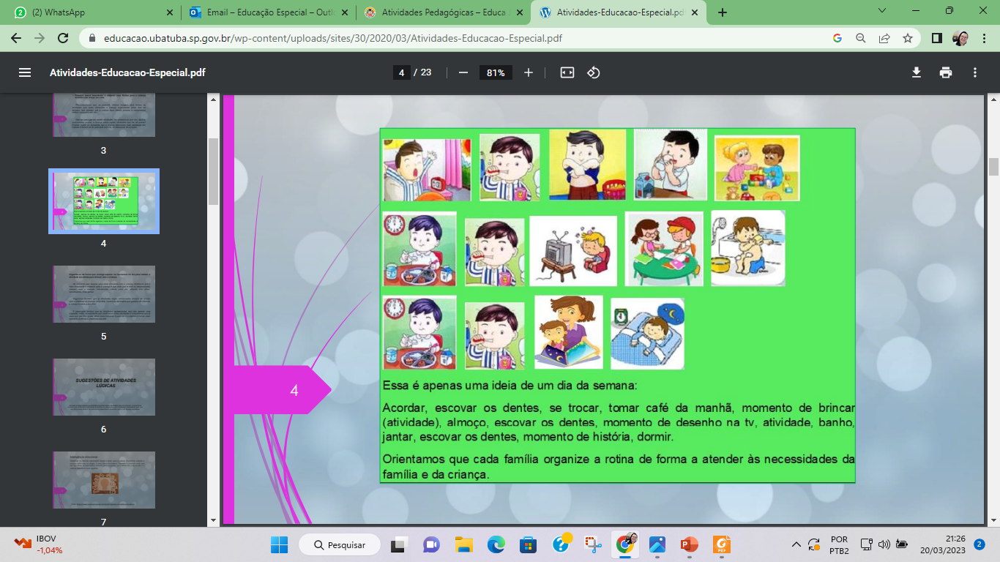 (2) WhatsApp
Email – Educação Especial – Outl
Atividades Pedagógicas – Educa
Atividades-Educacao-Especial.pd
educacao.ubatuba.sp.gov.br/wp-content/uploads/sites/30/2020/03/Atividades-Educacao-Especial.pdf
Atividades-Educacao-Especial.pdf
4 / 23
81%
3
4
5
SUGESTÕES DE ATIVIDADES
LÚDICAS
6
7
4
Essa é apenas uma ideia de um dia da semana:
Acordar, escovar os dentes, se trocar, tomar café da manhã, momento de brincar
(atividade), almoço, escovar os dentes, momento de desenho na tv, atividade, banho,
jantar, escovar os dentes, momento de história, dormir.
Orientamos que cada família organize a rotina de forma a atender às necessidades da
família e da criança.
IBOV
-1,04%
Pesquisar
POR
PTB2
21:26
20/03/2023
2